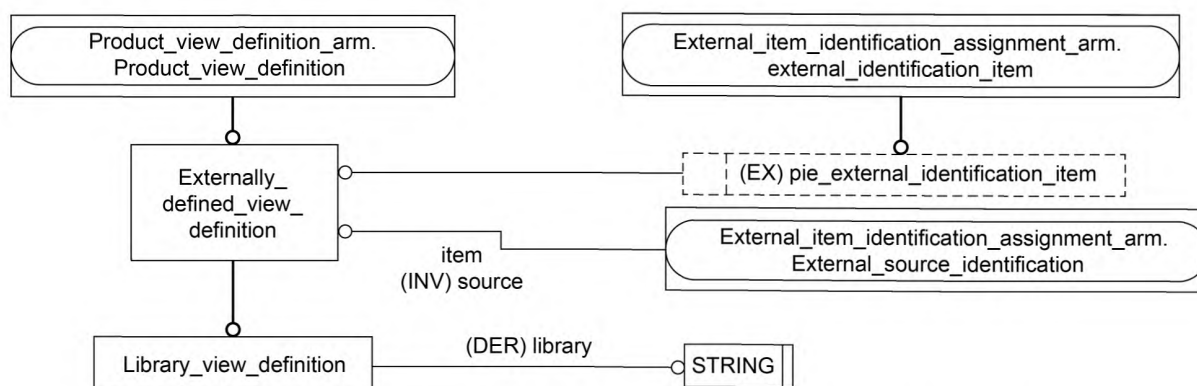 Product_view_definition_arm.
Product_view_definition
External_item_identification_assignment_arm.
external_identification_item
Externally_
defined_view_
definition
(EX) pie_external_identification_item
External_item_identification_assignment_arm.
External_source_identification
item
(INV) source
Library_view_definition
(DER) library
STRING